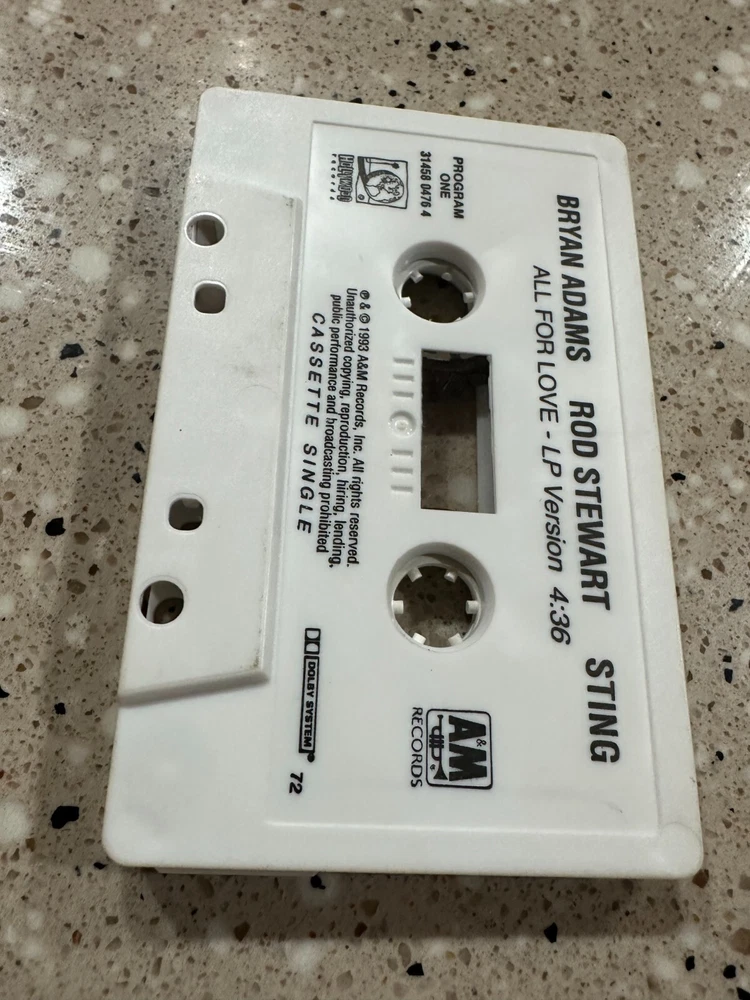 BRYAN ADAMS ROD STEWART STING
ALL FOR LOVE - LP Version 4:36
PROGRAM
ONE
31458 0476 4
HOLLYWOOD
Records
A&M
RECORDS
℗ & © 1993 A&M Records, Inc. All rights reserved.
Unauthorized copying, reproduction, hiring, lending,
public performance and broadcasting prohibited
CASSETTE SINGLE
DOLBY SYSTEM
72